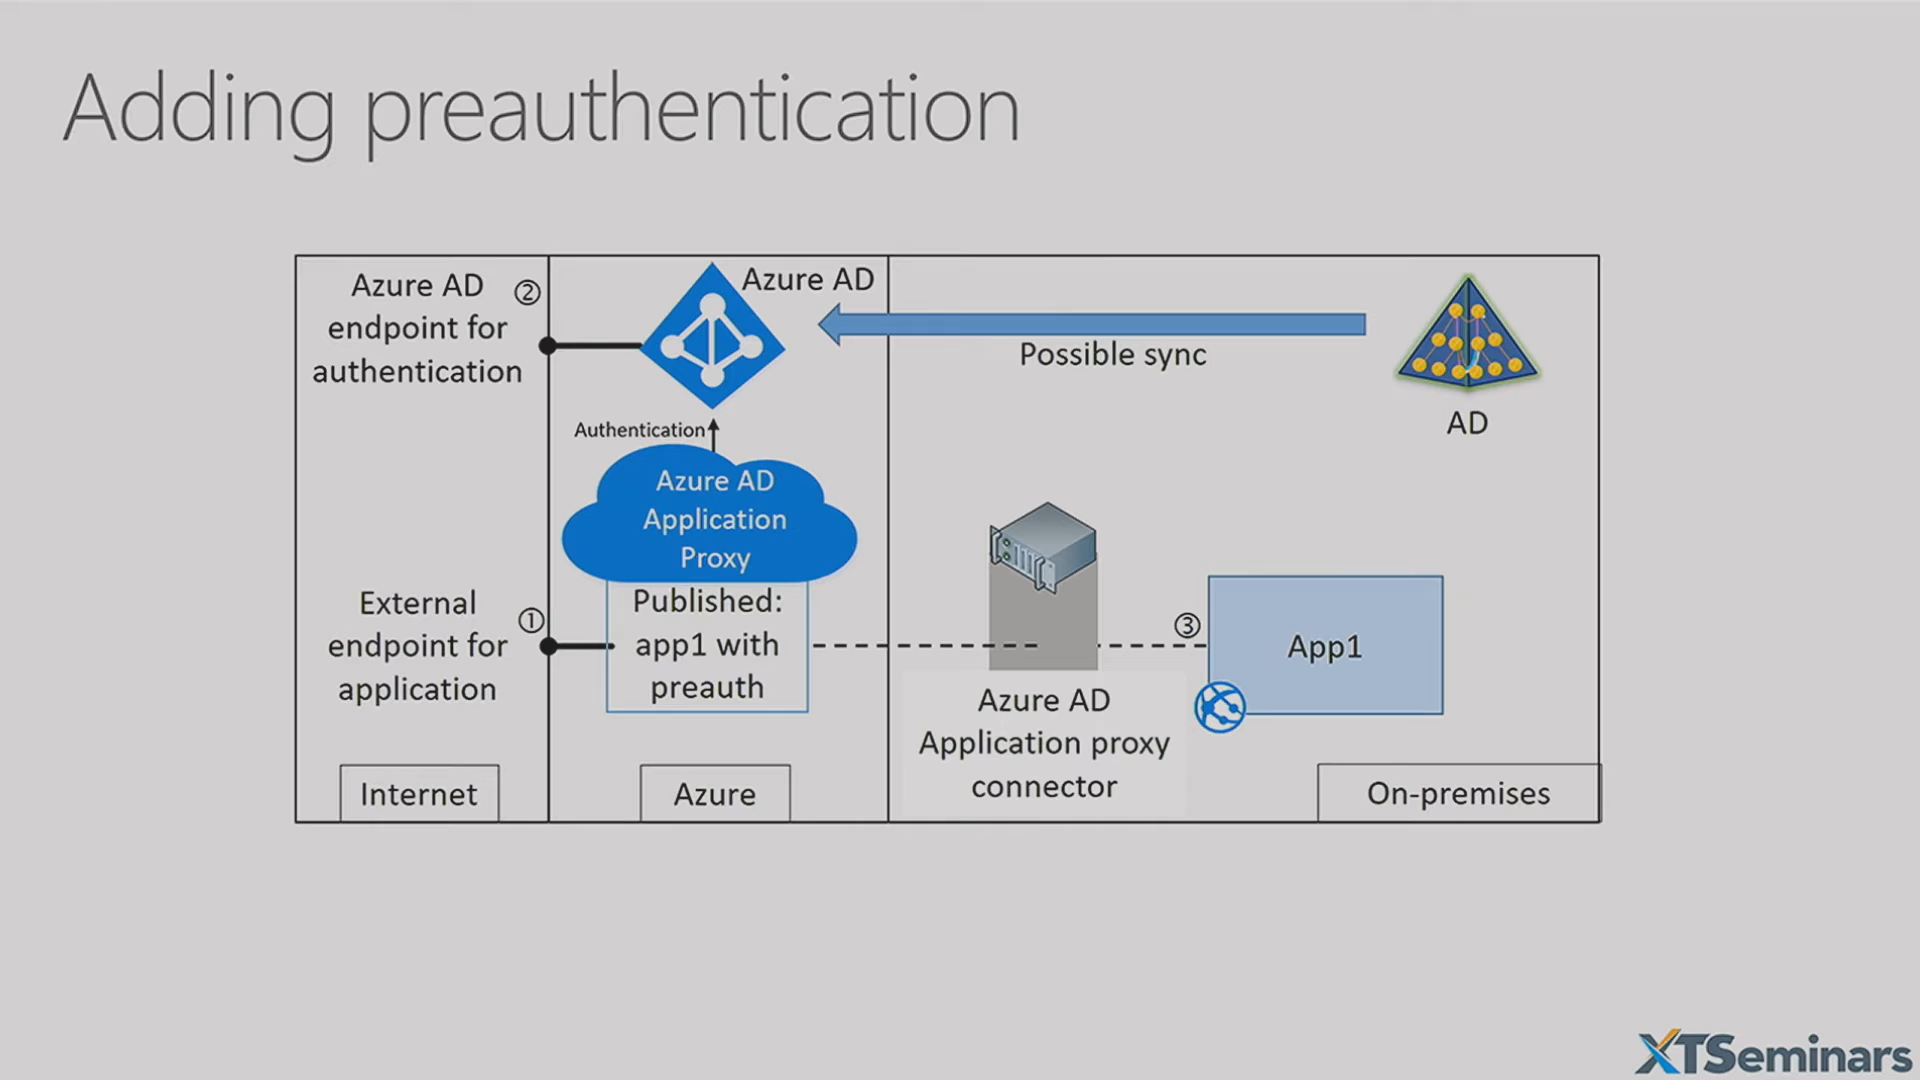 Adding preauthentication
Azure AD
endpoint for
authentication
②
Azure AD
Possible sync
AD
Authentication
Azure AD
Application
Proxy
External
endpoint for
application
①
Published:
app1 with
preauth
③
App1
Azure AD
Application proxy
connector
Internet
Azure
On-premises
XTSeminars